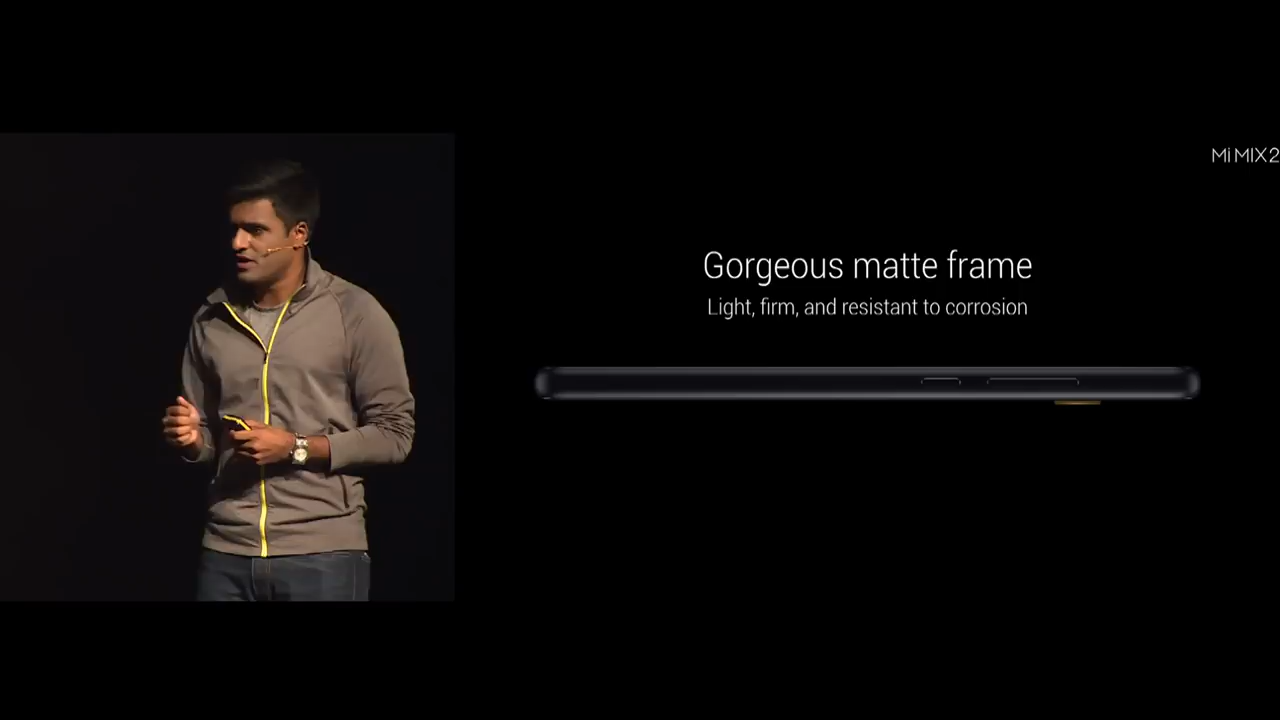 Mi MIX 2
Gorgeous matte frame
Light, firm, and resistant to corrosion